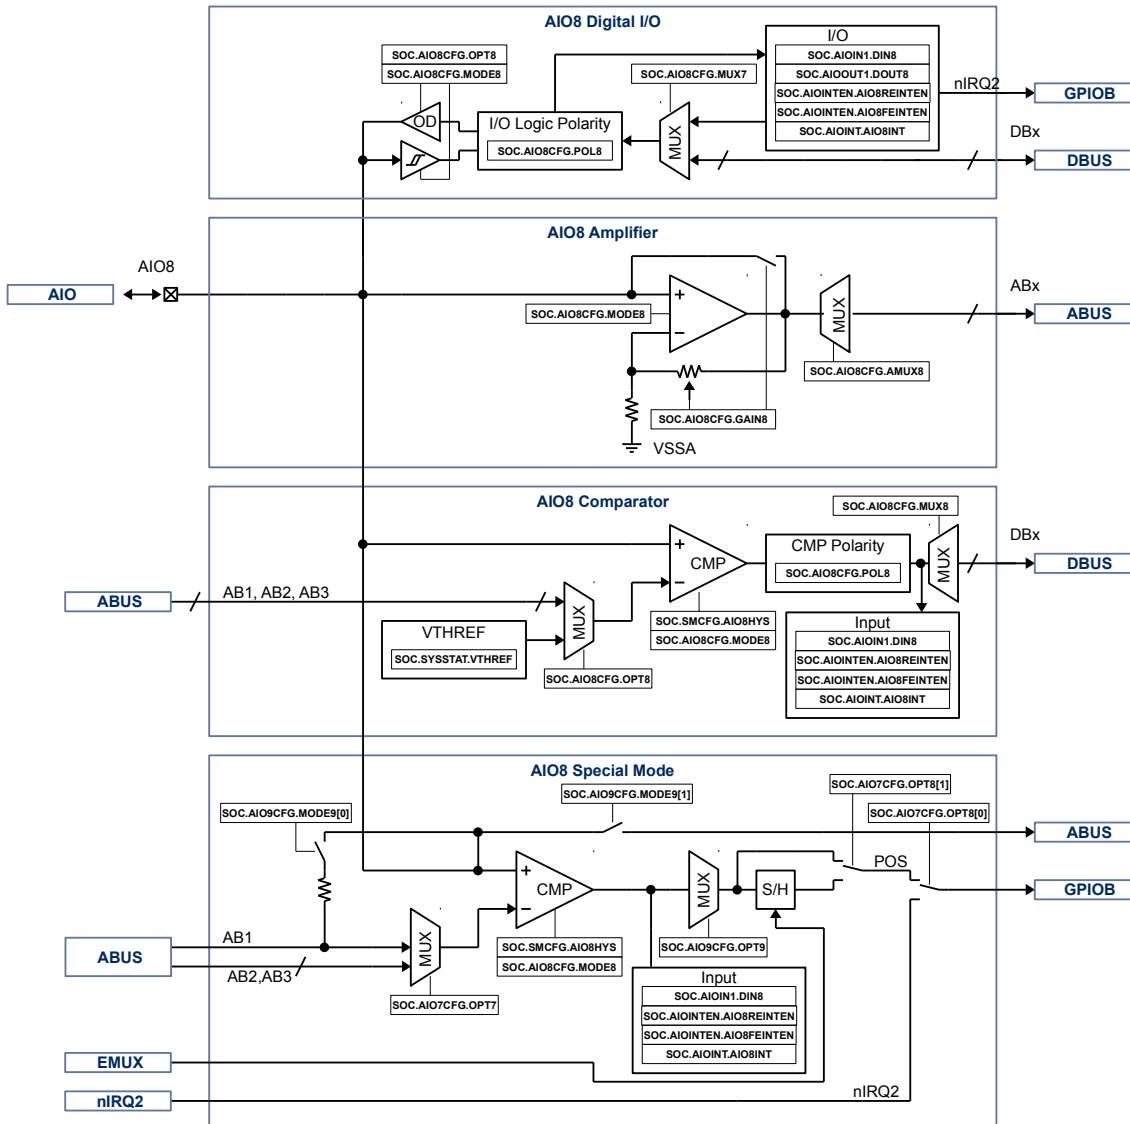 AIO8 Digital I/O
SOC.AIO8CFG.OPT8
SOC.AIO8CFG.MODE8
OD
I/O Logic Polarity
SOC.AIO8CFG.POL8
SOC.AIO8CFG.MUX7
MUX
I/O
SOC.AIOIN1.DIN8
SOC.AIOOUT1.DOUT8
SOC.AIOINTEN.AIO8REINTEN
SOC.AIOINTEN.AIO8FEINTEN
SOC.AIOINT.AIO8INT
nIRQ2
GPIOB
DBx
DBUS
AIO8 Amplifier
AIO
AIO8
SOC.AIO8CFG.MODE8
+
−
MUX
SOC.AIO8CFG.AMUX8
SOC.AIO8CFG.GAIN8
VSSA
ABx
ABUS
AIO8 Comparator
ABUS
AB1, AB2, AB3
VTHREF
SOC.SYSSTAT.VTHREF
MUX
SOC.AIO8CFG.OPT8
+
−
CMP
SOC.SMCFG.AIO8HYS
SOC.AIO8CFG.MODE8
CMP Polarity
SOC.AIO8CFG.POL8
SOC.AIO8CFG.MUX8
MUX
DBx
DBUS
Input
SOC.AIOIN1.DIN8
SOC.AIOINTEN.AIO8REINTEN
SOC.AIOINTEN.AIO8FEINTEN
SOC.AIOINT.AIO8INT
AIO8 Special Mode
SOC.AIO9CFG.MODE9[0]
SOC.AIO9CFG.MODE9[1]
SOC.AIO7CFG.OPT8[1]
SOC.AIO7CFG.OPT8[0]
ABUS
POS
GPIOB
+
−
CMP
MUX
S/H
SOC.AIO9CFG.OPT9
SOC.SMCFG.AIO8HYS
SOC.AIO8CFG.MODE8
ABUS
AB1
AB2,AB3
MUX
SOC.AIO7CFG.OPT7
Input
SOC.AIOIN1.DIN8
SOC.AIOINTEN.AIO8REINTEN
SOC.AIOINTEN.AIO8FEINTEN
SOC.AIOINT.AIO8INT
EMUX
nIRQ2
nIRQ2